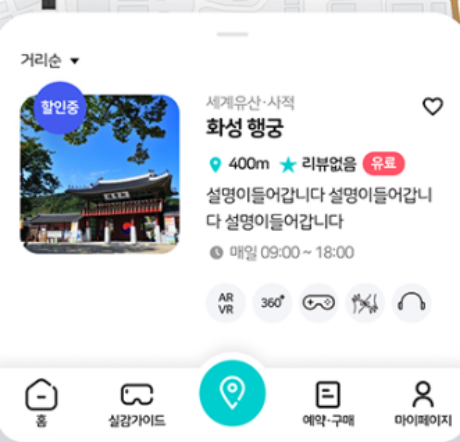 거리순
할인중
세계유산·사적
화성 행궁
400m 리뷰없음 유료
설명이들어갑니다 설명이들어갑니
다 설명이들어갑니다
매일 09:00 ~ 18:00
AR
VR
360°
홈
실감가이드
예약·구매
마이페이지